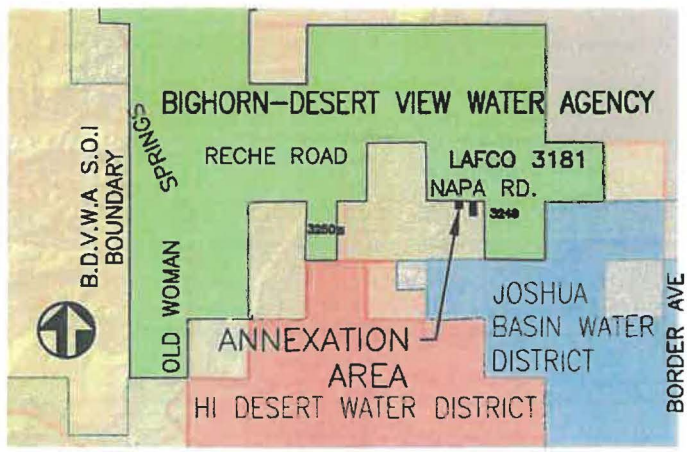 BIGHORN-DESERT VIEW WATER AGENCY
B.D.V.W.A S.O.I
BOUNDARY
OLD WOMAN SPRINGS
RECHE ROAD
LAFCO 3181
NAPA RD.
3248
3250
ANNEXATION
AREA
JOSHUA
BASIN WATER
DISTRICT
HI DESERT WATER DISTRICT
BORDER AVE